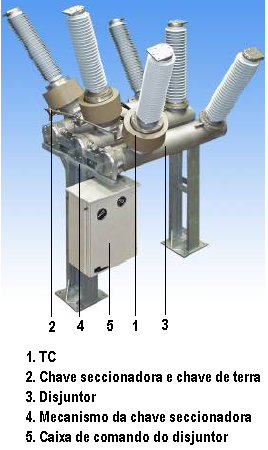 2 4 5 1 3
1. TC
2. Chave seccionadora e chave de terra
3. Disjuntor
4. Mecanismo da chave seccionadora
5. Caixa de comando do disjuntor